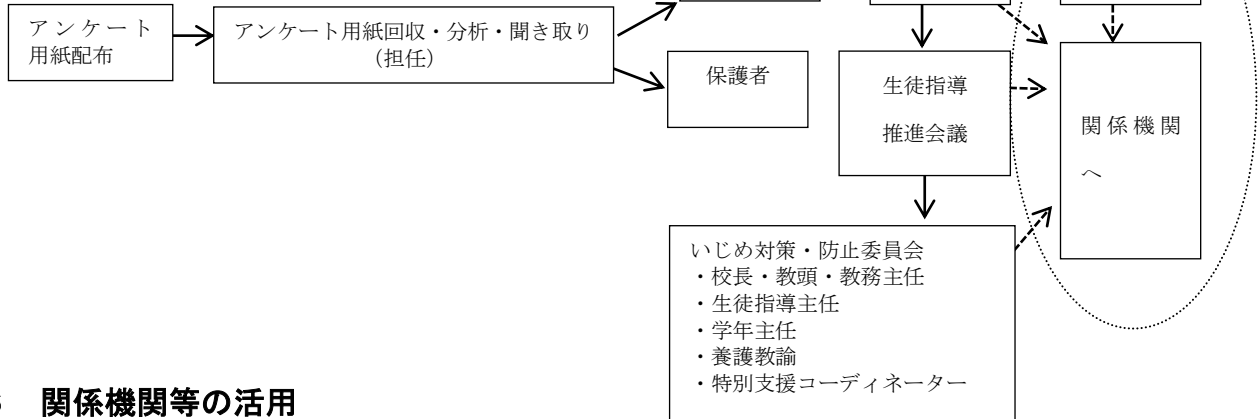 アンケート
用紙配布
アンケート用紙回収・分析・聞き取り
（担任）
保護者
生徒指導
推進会議
関係機関
へ
いじめ対策・防止委員会
・校長・教頭・教務主任
・生徒指導主任
・学年主任
・養護教諭
・特別支援コーディネーター
関係機関等の活用